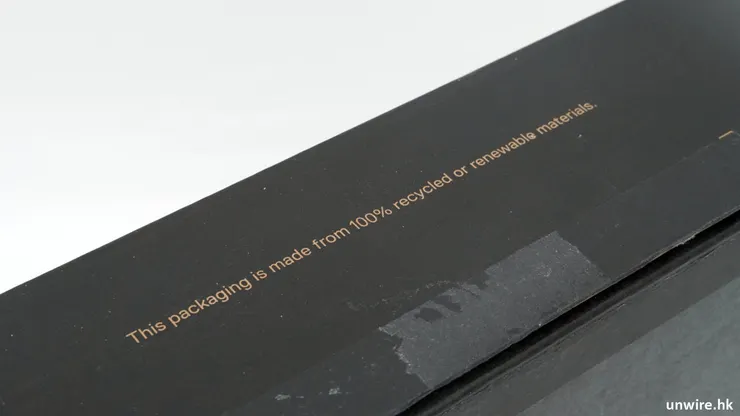 This packaging is made from 100% recycled or renewable materials.
unwire.hk